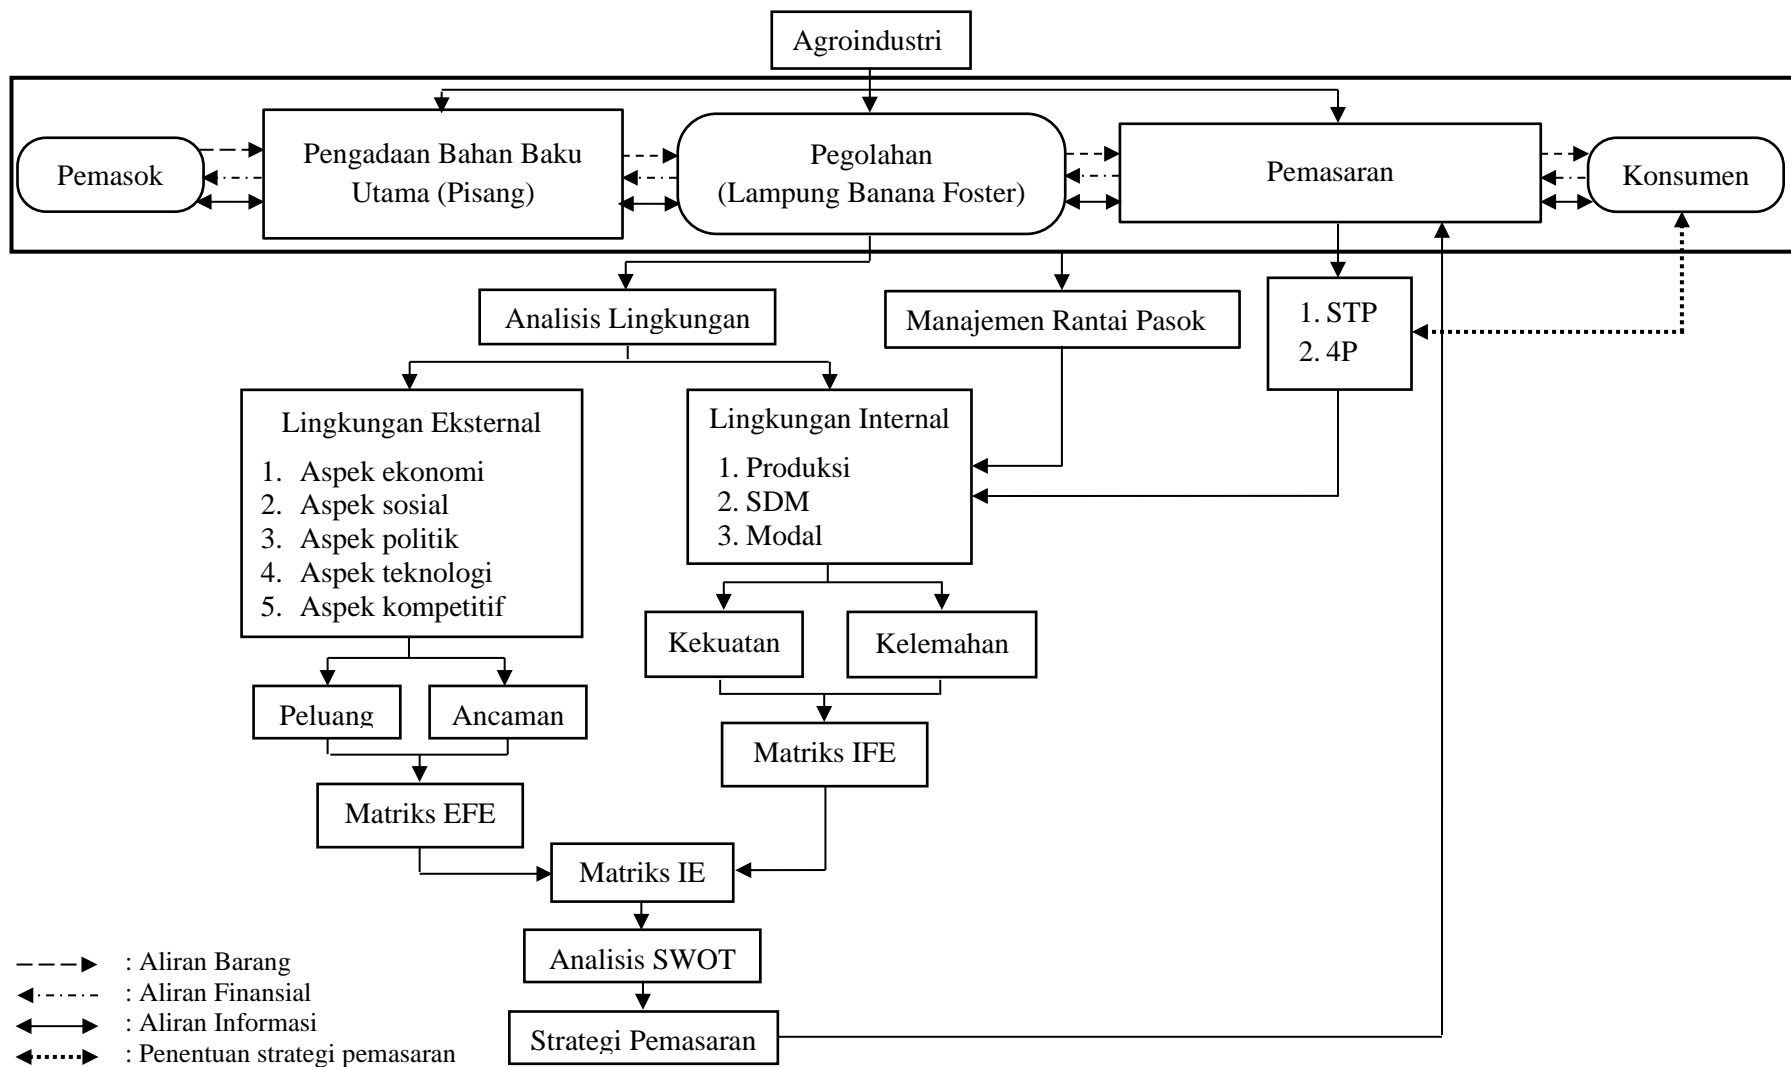 Agroindustri
Pemasok
Pengadaan Bahan Baku
Utama (Pisang)
Pegolahan
(Lampung Banana Foster)
Pemasaran
Konsumen
Analisis Lingkungan
Manajemen Rantai Pasok
1. STP
2. 4P
Lingkungan Eksternal
1. Aspek ekonomi
2. Aspek sosial
3. Aspek politik
4. Aspek teknologi
5. Aspek kompetitif
Lingkungan Internal
1. Produksi
2. SDM
3. Modal
Kekuatan
Kelemahan
Peluang
Ancaman
Matriks IFE
Matriks EFE
Matriks IE
Analisis SWOT
Strategi Pemasaran
: Aliran Barang
: Aliran Finansial
: Aliran Informasi
: Penentuan strategi pemasaran